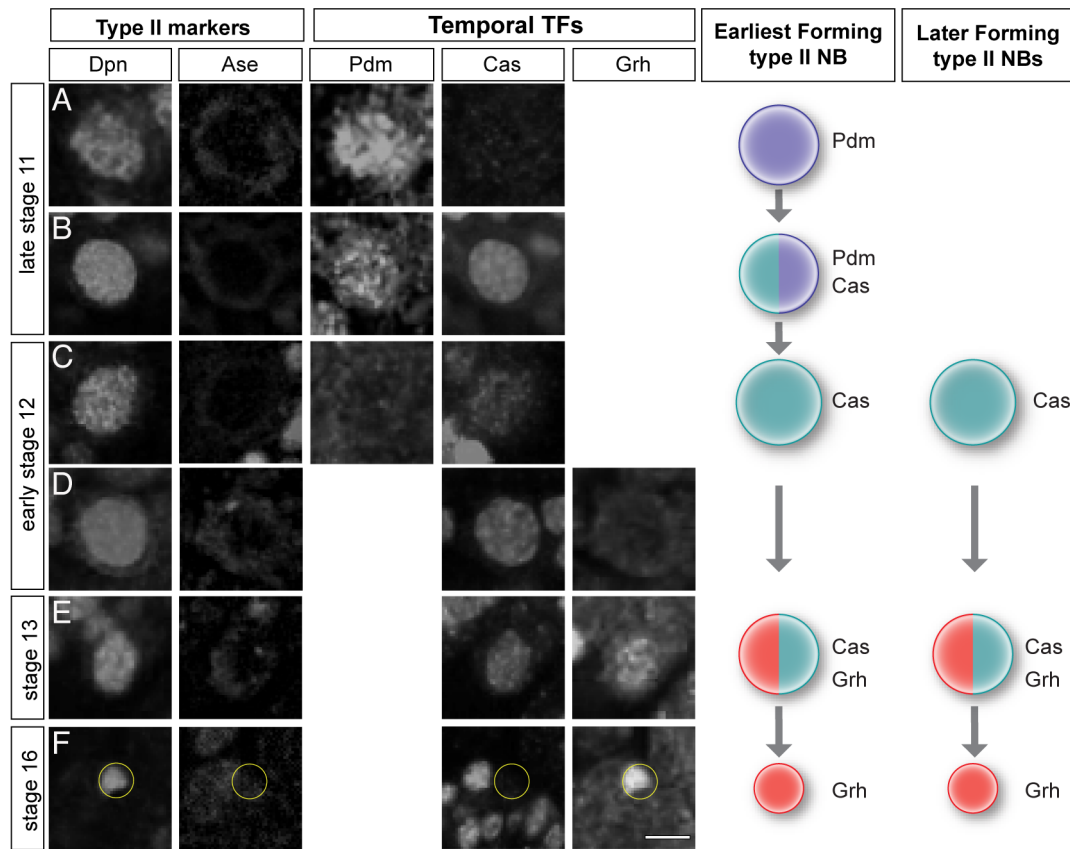 Type II markers
Temporal TFs
Earliest Forming
type II NB
Later Forming
type II NBs
Dpn
Ase
Pdm
Cas
Grh
late stage 11
A
Pdm
B
Pdm
Cas
early stage 12
C
Cas
Cas
D
stage 13
E
Cas
Grh
Cas
Grh
stage 16
F
Grh
Grh